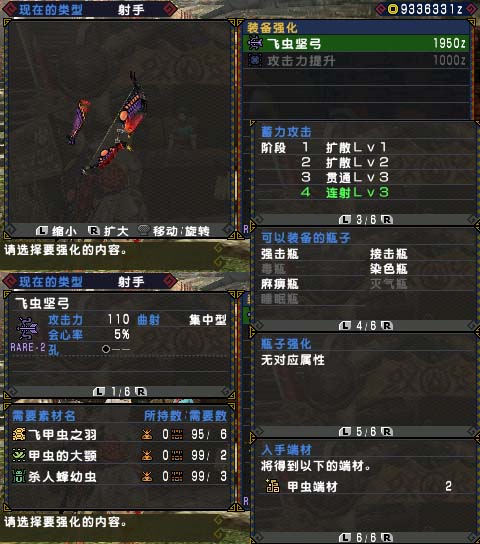 现在的类型 射手
缩小 扩大 移动/旋转
请选择要强化的内容。
9336331z
装备强化
飞虫坚弓 1950z
攻击力提升 1000z
蓄力攻击
阶段 1 扩散Lv1
2 扩散Lv2
3 贯通Lv3
4 连射Lv3
L 3/6 R
可以装备的瓶子
强击瓶 接击瓶
毒瓶 染色瓶
麻痹瓶 灭气瓶
睡眠瓶
L 4/6 R
瓶子强化
无对应属性
L 5/6 R
入手端材
将得到以下的端材。
甲虫端材 2
L 6/6 R
现在的类型 射手
飞虫坚弓
攻击力 110 曲射 集中型
会心率 5%
RARE-2 孔 ●--
L 1/6 R
需要素材名 所持数/需要数
飞甲虫之羽 0 95/ 6
甲虫的大颚 0 99/ 2
杀人蜂幼虫 0 99/ 3
请选择要强化的内容。